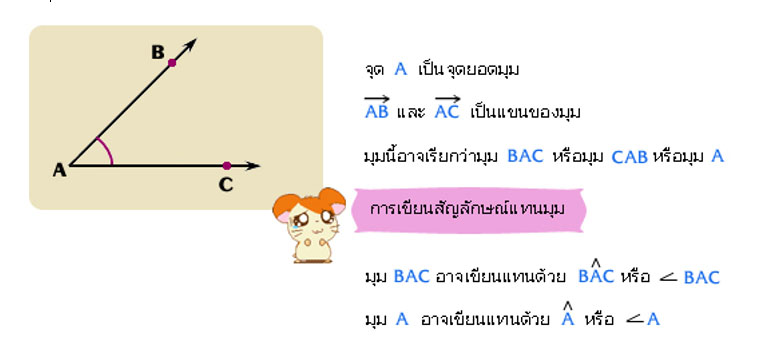 B
A
C
จุด A เป็นจุดยอดมุม
$\overrightarrow{AB}$ และ $\overrightarrow{AC}$ เป็นแขนของมุม
มุมนี้อาจเรียกว่ามุม BAC หรือมุม CAB หรือมุม A
การเขียนสัญลักษณ์แทนมุม
มุม BAC อาจเขียนแทนด้วย $B\hat{A}C$ หรือ ∠ BAC
มุม A อาจเขียนแทนด้วย $\hat{A}$ หรือ ∠A